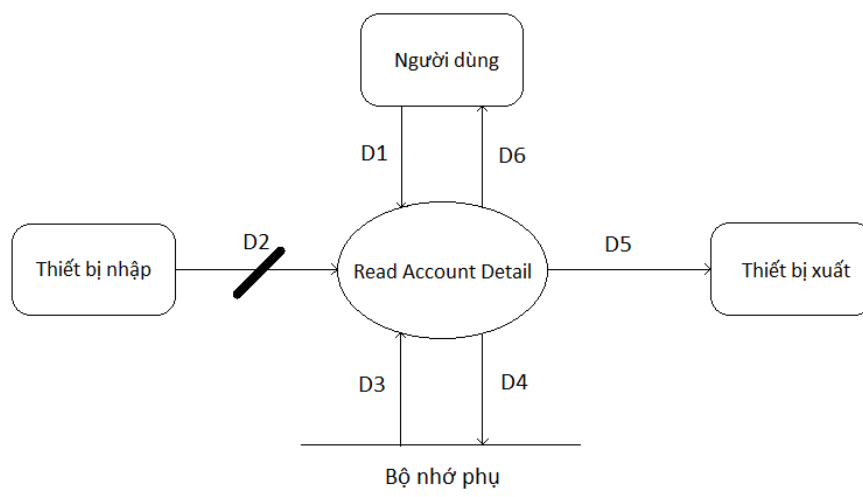 Người dùng
D1
D6
D2
D5
Thiết bị nhập
Read Account Detail
Thiết bị xuất
D3
D4
Bộ nhớ phụ